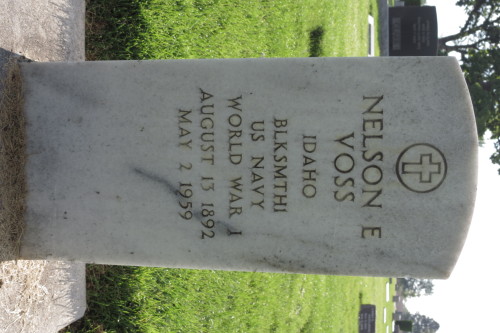 NELSON E
VOSS
IDAHO
BLKSMTH1
US NAVY
WORLD WAR I
AUGUST 13 1892
MAY 2 1959